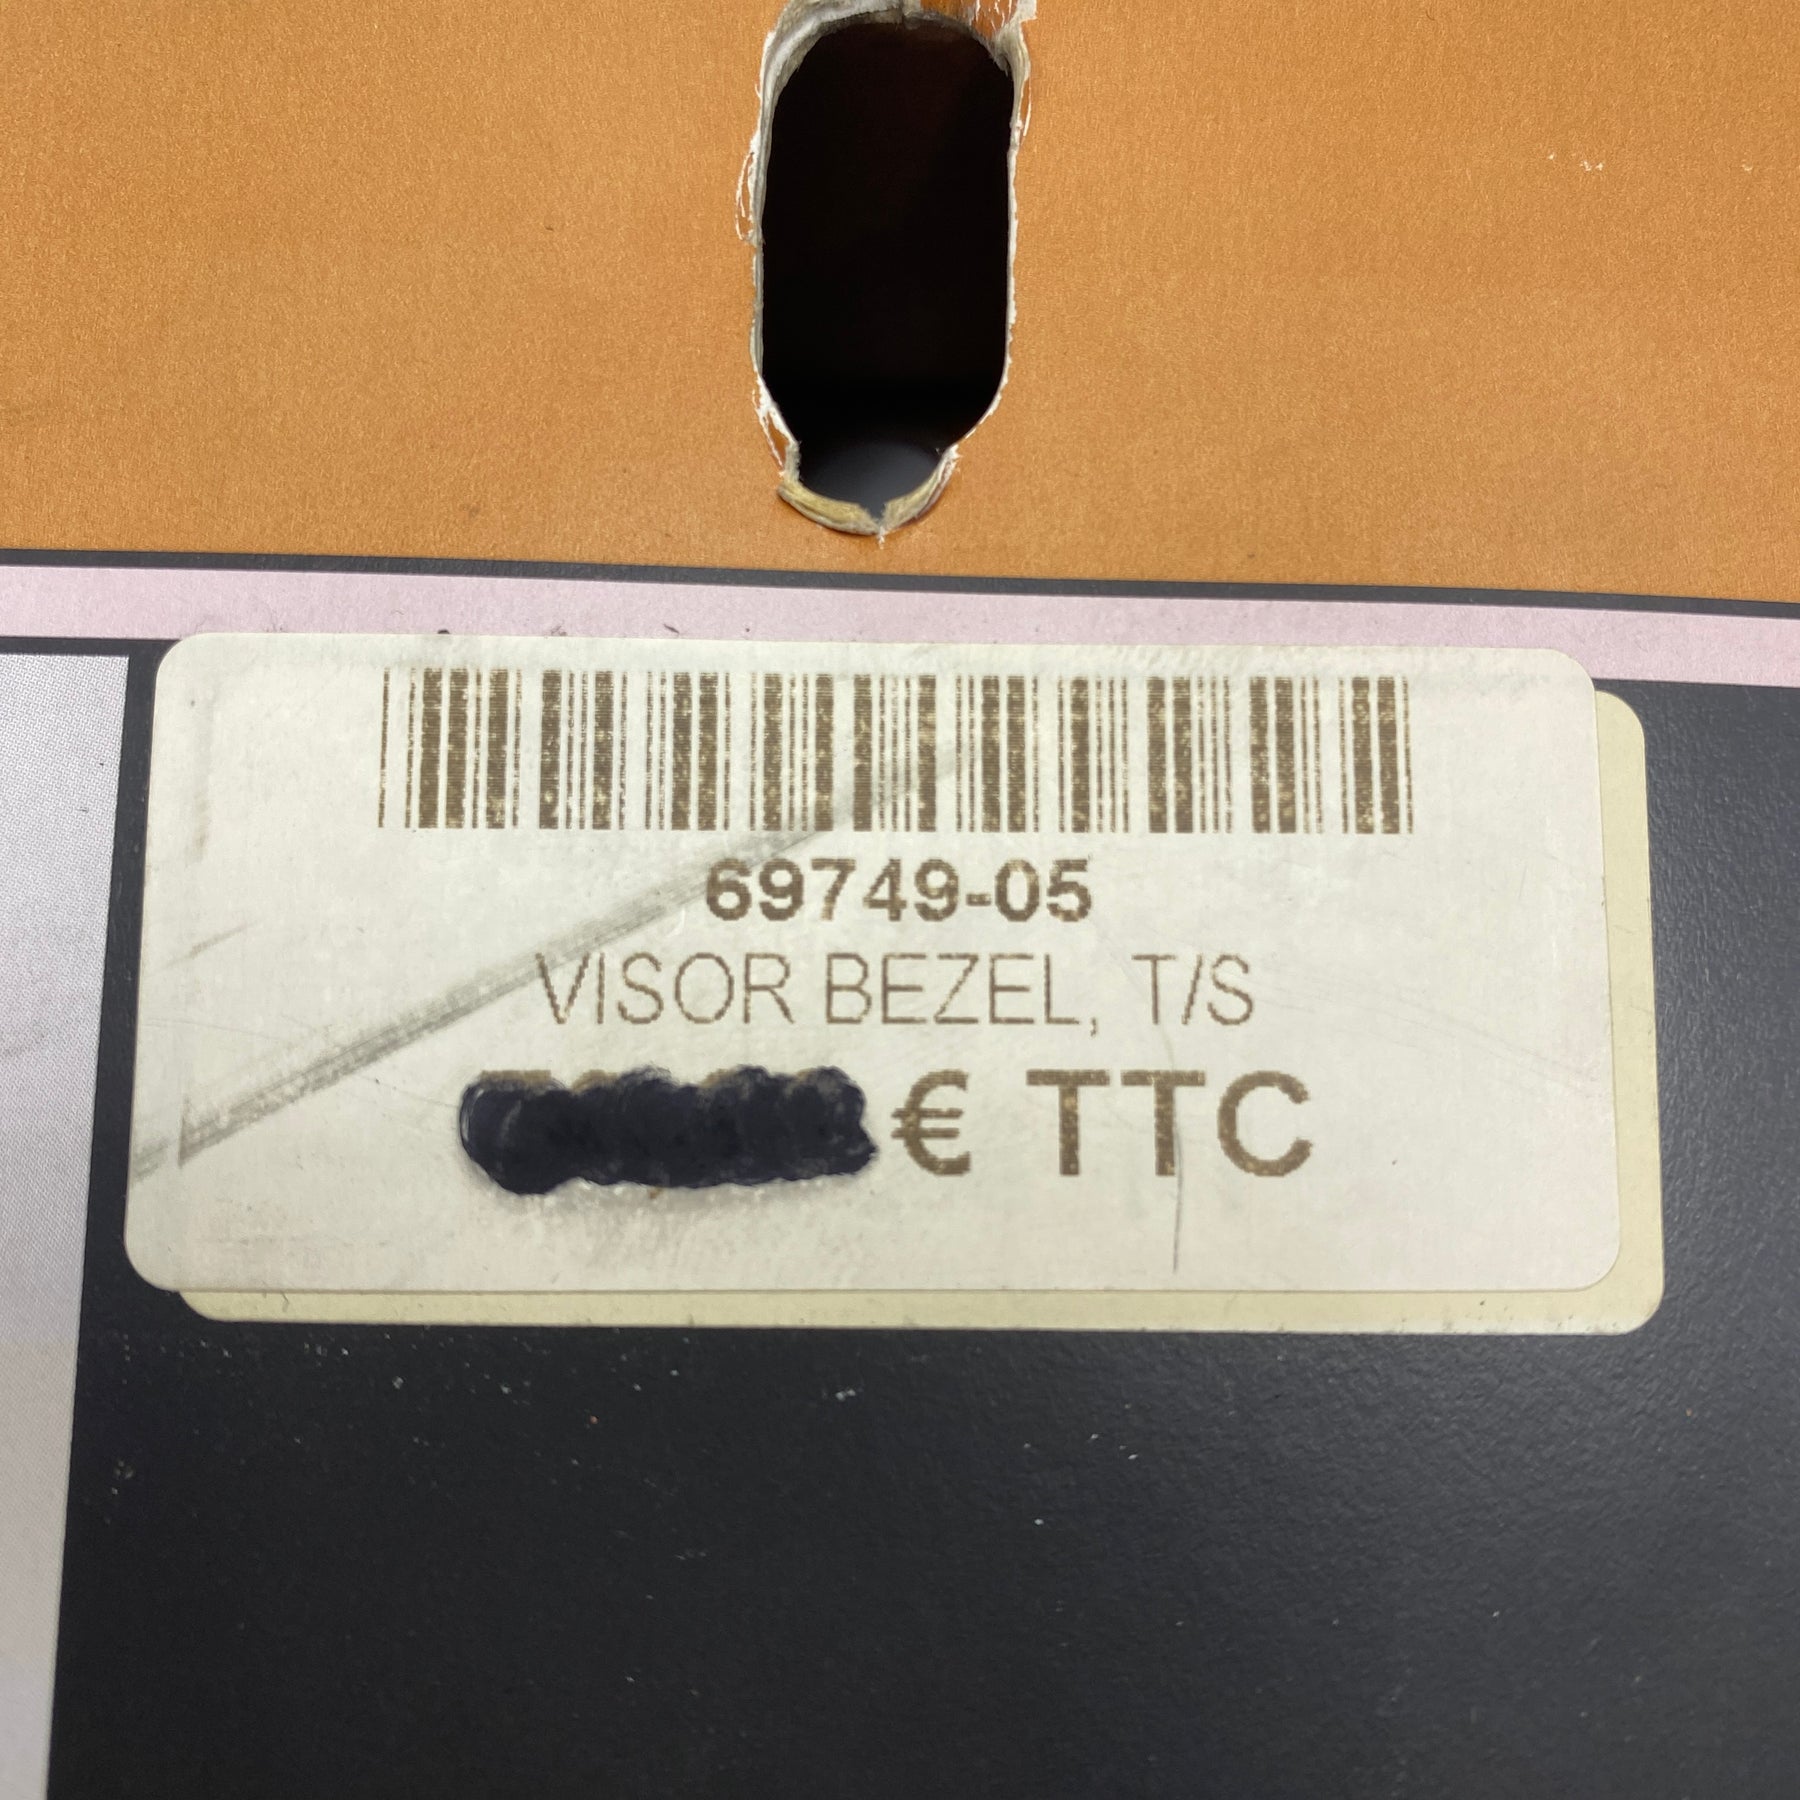 69749-05
VISOR BEZEL, T/S
€ TTC